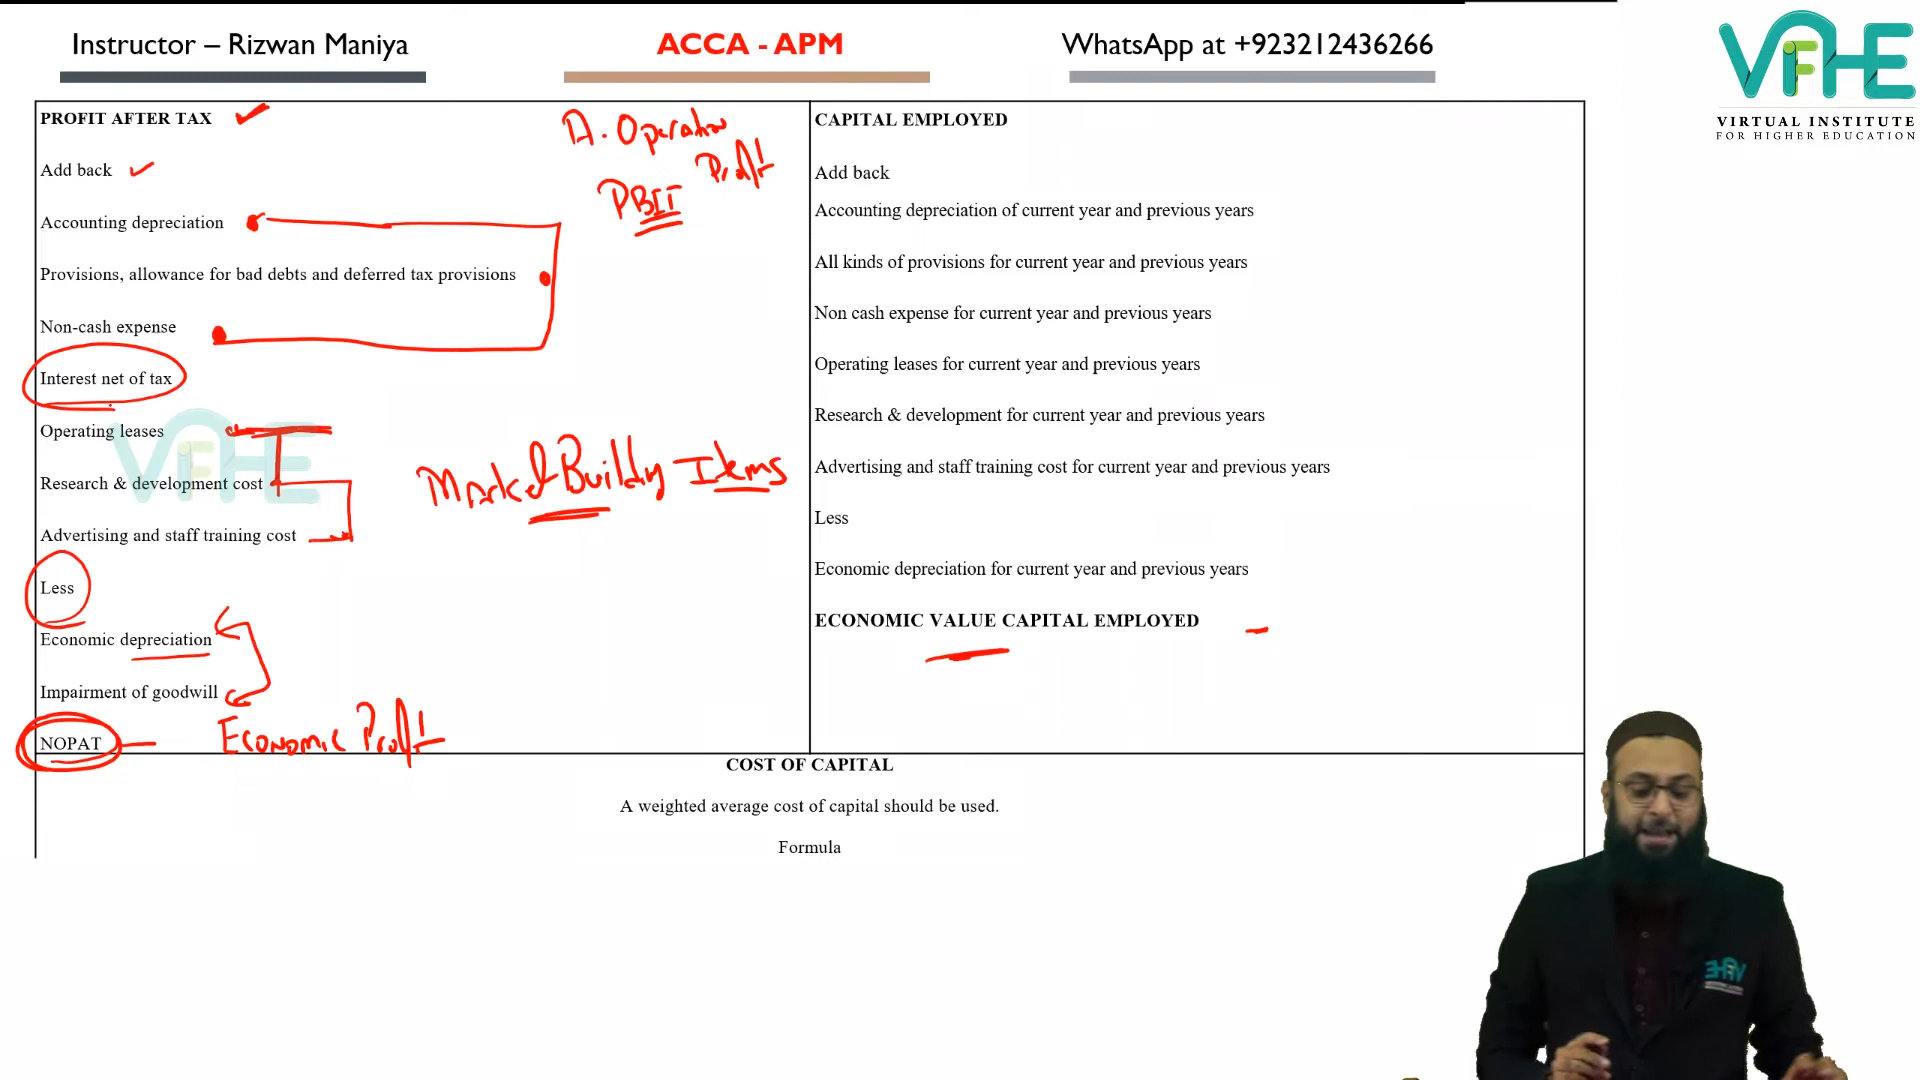 Instructor – Rizwan Maniya
ACCA - APM
WhatsApp at +923212436266
VIFHE
VIRTUAL INSTITUTE
FOR HIGHER EDUCATION
PROFIT AFTER TAX
Add back
Accounting depreciation
Provisions, allowance for bad debts and deferred tax provisions
Non-cash expense
Interest net of tax
Operating leases
Research & development cost
Advertising and staff training cost
Less
Economic depreciation
Impairment of goodwill
NOPAT
Economic Profit
A. Operating
Profit
PBIT
Market Building Items
CAPITAL EMPLOYED
Add back
Accounting depreciation of current year and previous years
All kinds of provisions for current year and previous years
Non cash expense for current year and previous years
Operating leases for current year and previous years
Research & development for current year and previous years
Advertising and staff training cost for current year and previous years
Less
Economic depreciation for current year and previous years
ECONOMIC VALUE CAPITAL EMPLOYED
COST OF CAPITAL
A weighted average cost of capital should be used.
Formula